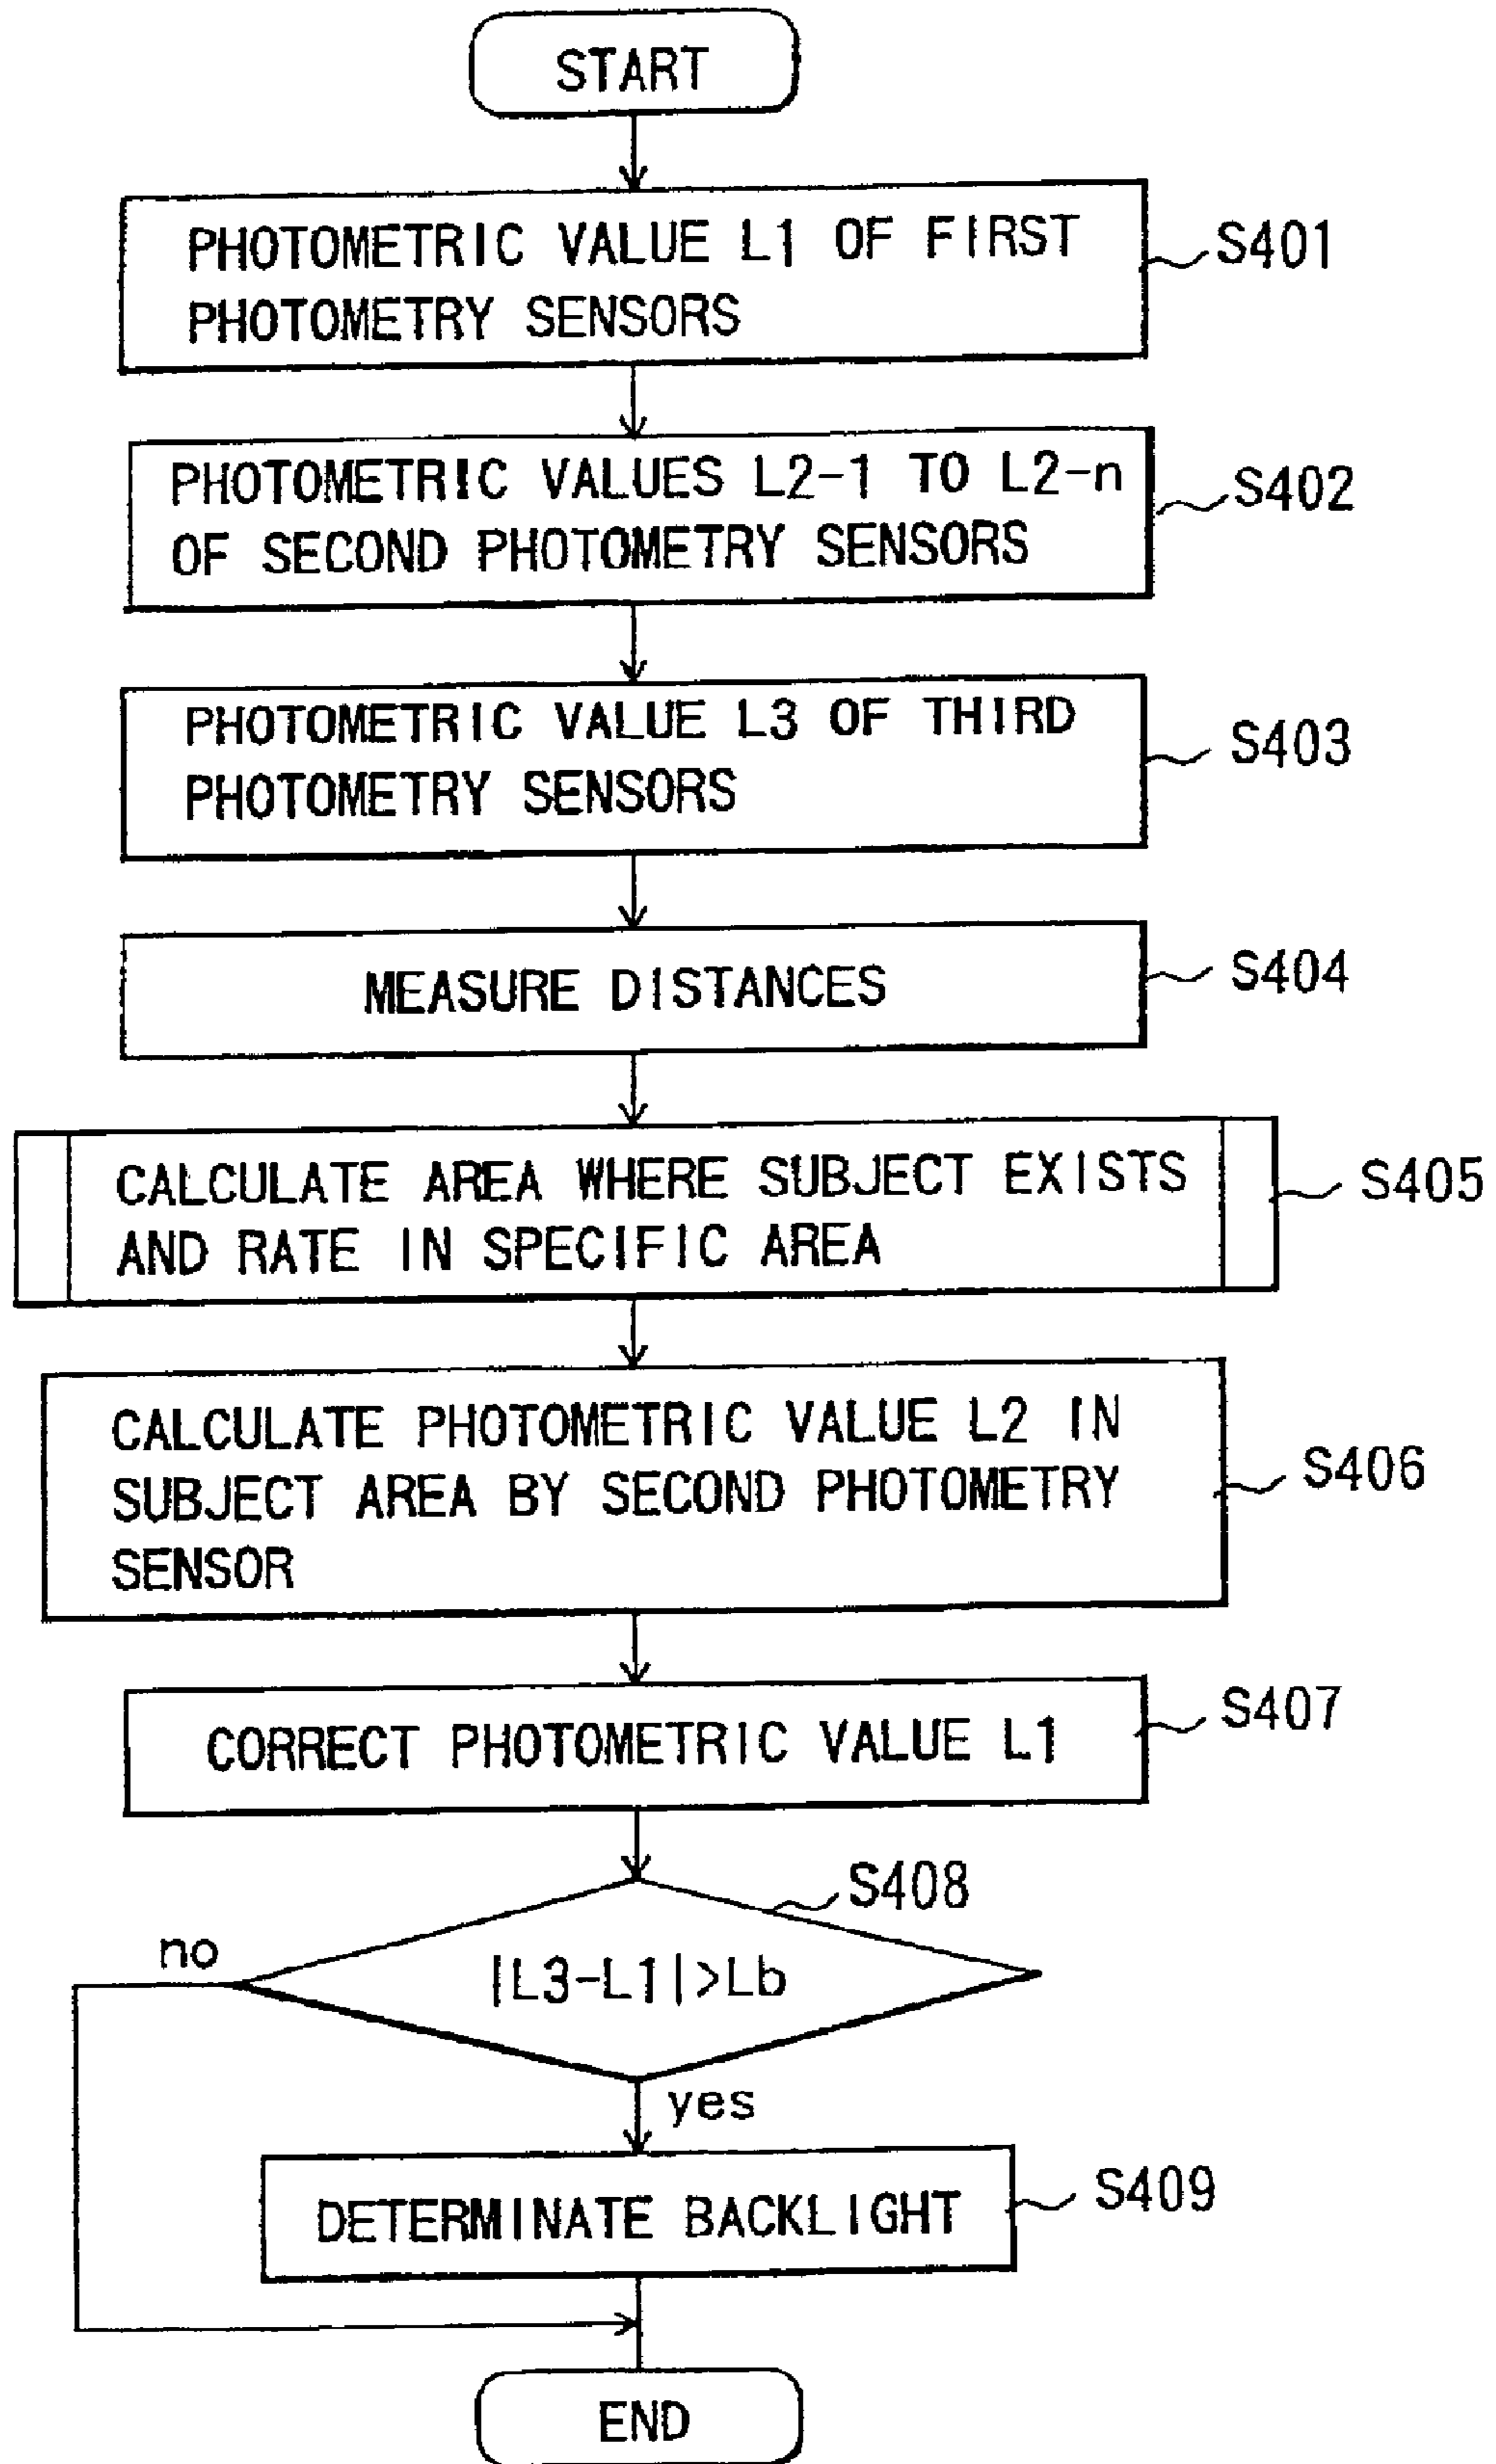 START
PHOTOMETRIC VALUE L1 OF FIRST
PHOTOMETRY SENSORS
S401
PHOTOMETRIC VALUES L2-1 TO L2-n
OF SECOND PHOTOMETRY SENSORS
S402
PHOTOMETRIC VALUE L3 OF THIRD
PHOTOMETRY SENSORS
S403
MEASURE DISTANCES
S404
CALCULATE AREA WHERE SUBJECT EXISTS
AND RATE IN SPECIFIC AREA
S405
CALCULATE PHOTOMETRIC VALUE L2 IN
SUBJECT AREA BY SECOND PHOTOMETRY
SENSOR
S406
CORRECT PHOTOMETRIC VALUE L1
S407
S408
no
|L3-L1|>Lb
yes
DETERMINATE BACKLIGHT
S409
END